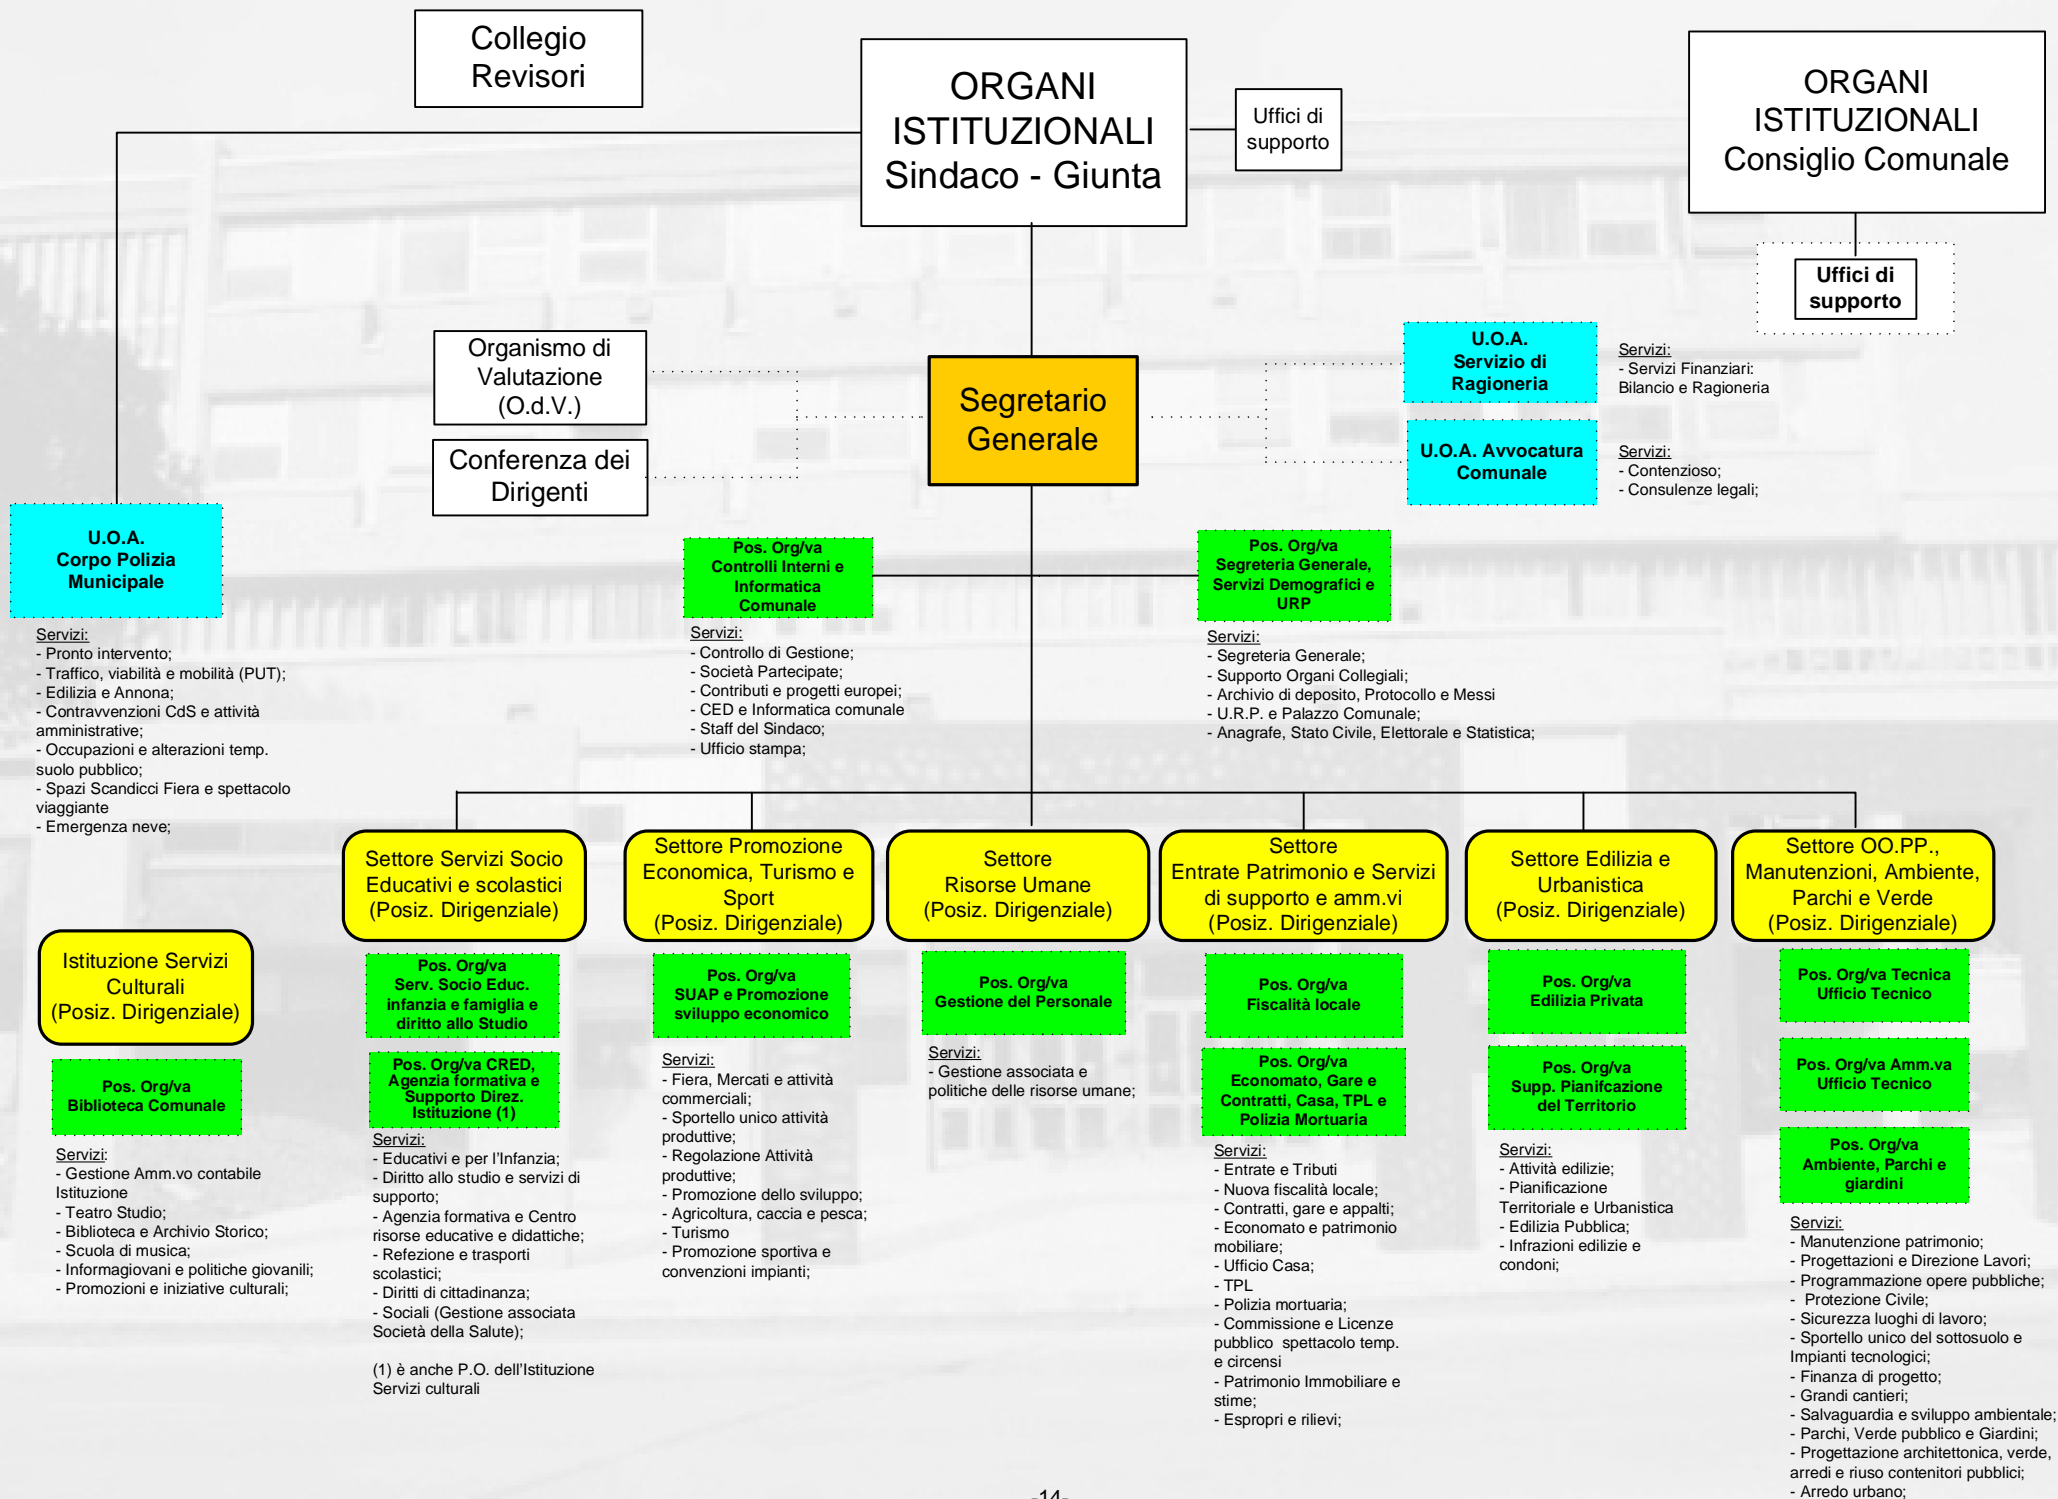 Collegio
Revisori
ORGANI
ISTITUZIONALI
Sindaco - Giunta
Uffici di
supporto
ORGANI
ISTITUZIONALI
Consiglio Comunale
Uffici di
supporto
Organismo di
Valutazione
(O.d.V.)
Conferenza dei
Dirigenti
Segretario
Generale
U.O.A.
Servizio di
Ragioneria
Servizi:
- Servizi Finanziari:
Bilancio e Ragioneria
U.O.A. Avvocatura
Comunale
Servizi:
- Contenzioso;
- Consulenze legali;
U.O.A.
Corpo Polizia
Municipale
Servizi:
- Pronto intervento;
- Traffico, viabilità e mobilità (PUT);
- Edilizia e Annona;
- Contravvenzioni CdS e attività
amministrative;
- Occupazioni e alterazioni temp.
suolo pubblico;
- Spazi Scandicci Fiera e spettacolo
viaggiante
- Emergenza neve;
Pos. Org/va
Controlli Interni e
Informatica
Comunale
Servizi:
- Controllo di Gestione;
- Società Partecipate;
- Contributi e progetti europei;
- CED e Informatica comunale
- Staff del Sindaco;
- Ufficio stampa;
Pos. Org/va
Segreteria Generale,
Servizi Demografici e
URP
Servizi:
- Segreteria Generale;
- Supporto Organi Collegiali;
- Archivio di deposito, Protocollo e Messi
- U.R.P. e Palazzo Comunale;
- Anagrafe, Stato Civile, Elettorale e Statistica;
Istituzione Servizi
Culturali
(Posiz. Dirigenziale)
Pos. Org/va
Biblioteca Comunale
Servizi:
- Gestione Amm.vo contabile
Istituzione
- Teatro Studio;
- Biblioteca e Archivio Storico;
- Scuola di musica;
- Informagiovani e politiche giovanili;
- Promozioni e iniziative culturali;
Settore Servizi Socio
Educativi e scolastici
(Posiz. Dirigenziale)
Pos. Org/va
Serv. Socio Educ.
infanzia e famiglia e
diritto allo Studio
Pos. Org/va CRED,
Agenzia formativa e
Supporto Direz.
Istituzione (1)
Servizi:
- Educativi e per l'Infanzia;
- Diritto allo studio e servizi di
supporto;
- Agenzia formativa e Centro
risorse educative e didattiche;
- Refezione e trasporti
scolastici;
- Diritti di cittadinanza;
- Sociali (Gestione associata
Società della Salute);
(1) è anche P.O. dell'Istituzione
Servizi culturali
Settore Promozione
Economica, Turismo e
Sport
(Posiz. Dirigenziale)
Pos. Org/va
SUAP e Promozione
sviluppo economico
Servizi:
- Fiera, Mercati e attività
commerciali;
- Sportello unico attività
produttive;
- Regolazione Attività
produttive;
- Promozione dello sviluppo;
- Agricoltura, caccia e pesca;
- Turismo
- Promozione sportiva e
convenzioni impianti;
Settore
Risorse Umane
(Posiz. Dirigenziale)
Pos. Org/va
Gestione del Personale
Servizi:
- Gestione associata e
politiche delle risorse umane;
Settore
Entrate Patrimonio e Servizi
di supporto e amm.vi
(Posiz. Dirigenziale)
Pos. Org/va
Fiscalità locale
Pos. Org/va
Economato, Gare e
Contratti, Casa, TPL e
Polizia Mortuaria
Servizi:
- Entrate e Tributi
- Nuova fiscalità locale;
- Contratti, gare e appalti;
- Economato e patrimonio
mobiliare;
- Ufficio Casa;
- TPL
- Polizia mortuaria;
- Commissione e Licenze
pubblico spettacolo temp.
e circensi
- Patrimonio Immobiliare e
stime;
- Espropri e rilievi;
Settore Edilizia e
Urbanistica
(Posiz. Dirigenziale)
Pos. Org/va
Edilizia Privata
Pos. Org/va
Supp. Pianifcazione
del Territorio
Servizi:
- Attività edilizie;
- Pianificazione
Territoriale e Urbanistica
- Edilizia Pubblica;
- Infrazioni edilizie e
condoni;
Settore OO.PP.,
Manutenzioni, Ambiente,
Parchi e Verde
(Posiz. Dirigenziale)
Pos. Org/va Tecnica
Ufficio Tecnico
Pos. Org/va Amm.va
Ufficio Tecnico
Pos. Org/va
Ambiente, Parchi e
giardini
Servizi:
- Manutenzione patrimonio;
- Progettazioni e Direzione Lavori;
- Programmazione opere pubbliche;
- Protezione Civile;
- Sicurezza luoghi di lavoro;
- Sportello unico del sottosuolo e
Impianti tecnologici;
- Finanza di progetto;
- Grandi cantieri;
- Salvaguardia e sviluppo ambientale;
- Parchi, Verde pubblico e Giardini;
- Progettazione architettonica, verde,
arredi e riuso contenitori pubblici;
- Arredo urbano;
-14-